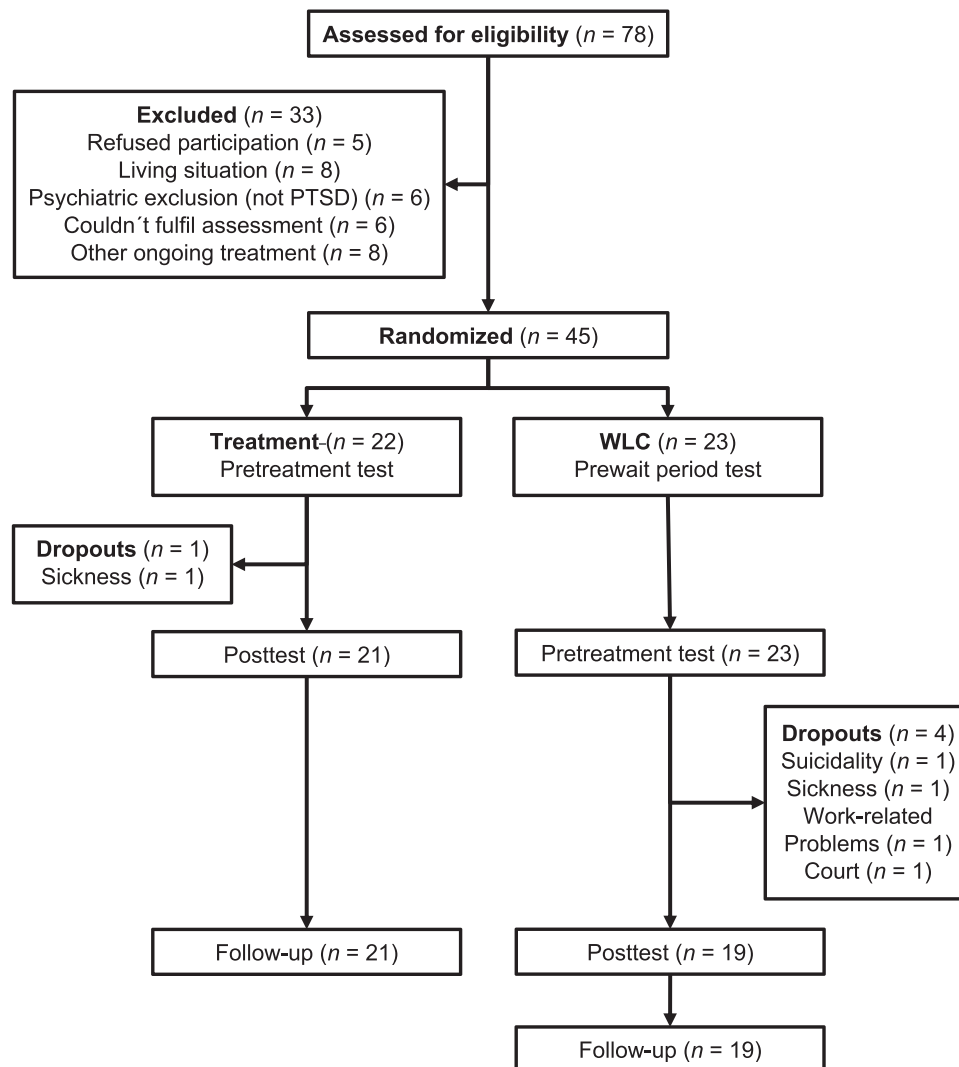 Assessed for eligibility (n = 78)
Excluded (n = 33)
Refused participation (n = 5)
Living situation (n = 8)
Psychiatric exclusion (not PTSD) (n = 6)
Couldn´t fulfil assessment (n = 6)
Other ongoing treatment (n = 8)
Randomized (n = 45)
Treatment-(n = 22)
Pretreatment test
WLC (n = 23)
Prewait period test
Dropouts (n = 1)
Sickness (n = 1)
Posttest (n = 21)
Pretreatment test (n = 23)
Dropouts (n = 4)
Suicidality (n = 1)
Sickness (n = 1)
Work-related
Problems (n = 1)
Court (n = 1)
Follow-up (n = 21)
Posttest (n = 19)
Follow-up (n = 19)